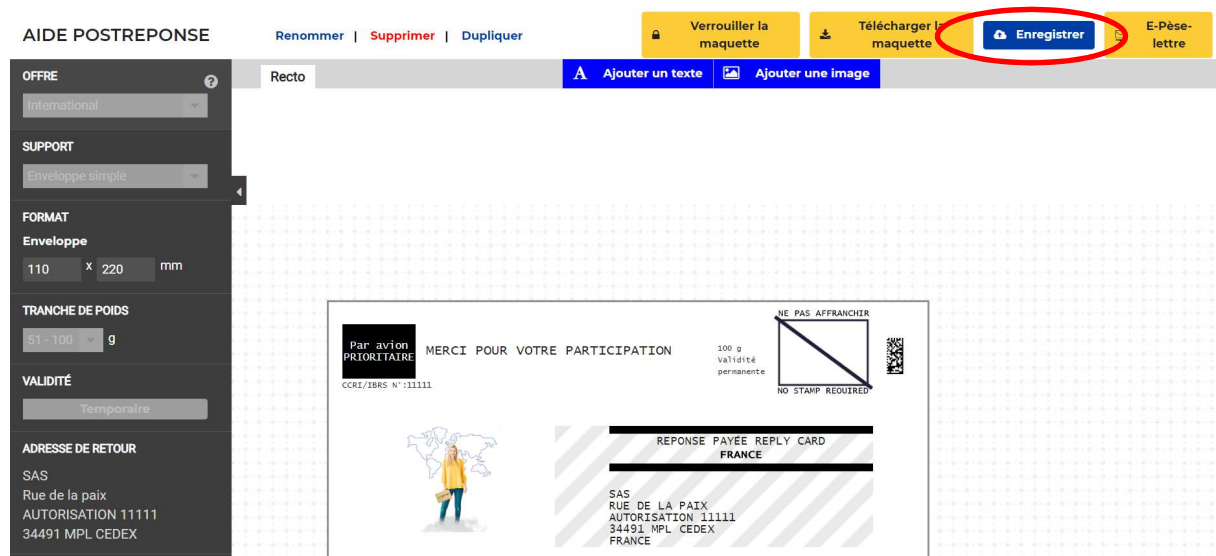 AIDE POSTREPONSE
Renommer | Supprimer | Dupliquer
Verrouiller la
maquette
Télécharger la
maquette
Enregistrer
E-Pèse-
lettre
OFFRE
?
International
Recto
A Ajouter un texte
Ajouter une image
SUPPORT
Enveloppe simple
FORMAT
Enveloppe
110 x 220 mm
TRANCHE DE POIDS
51 - 100 g
VALIDITÉ
Temporaire
ADRESSE DE RETOUR
SAS
Rue de la paix
AUTORISATION 11111
34491 MPL CEDEX
NE PAS AFFRANCHIR
Par avion
PRIORITAIRE
MERCI POUR VOTRE PARTICIPATION
100 g
Validité
permanente
CCRI/IBRS N°:11111
NO STAMP REQUIRED
REPONSE PAYÉE REPLY CARD
FRANCE
SAS
RUE DE LA PAIX
AUTORISATION 11111
34491 MPL CEDEX
FRANCE